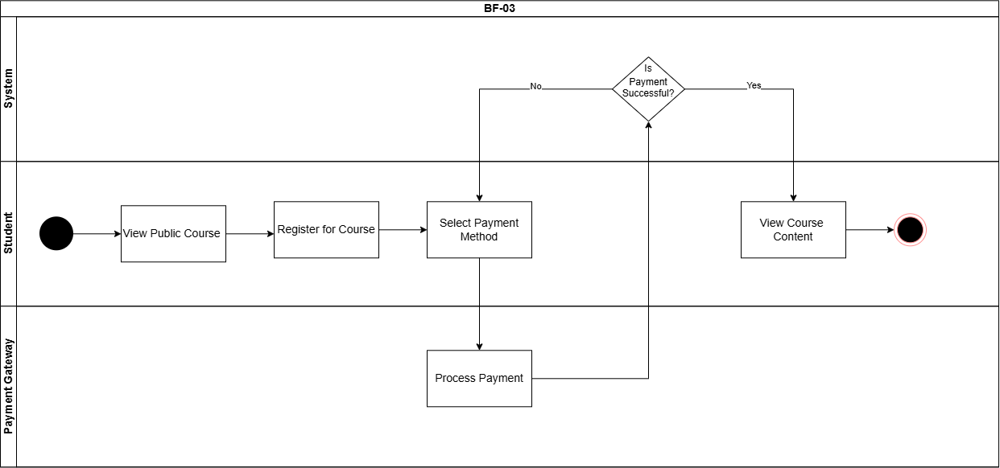 BF-03
System
Is
Payment
Successful?
No
Yes
Student
View Public Course
Register for Course
Select Payment
Method
View Course
Content
Payment Gateway
Process Payment